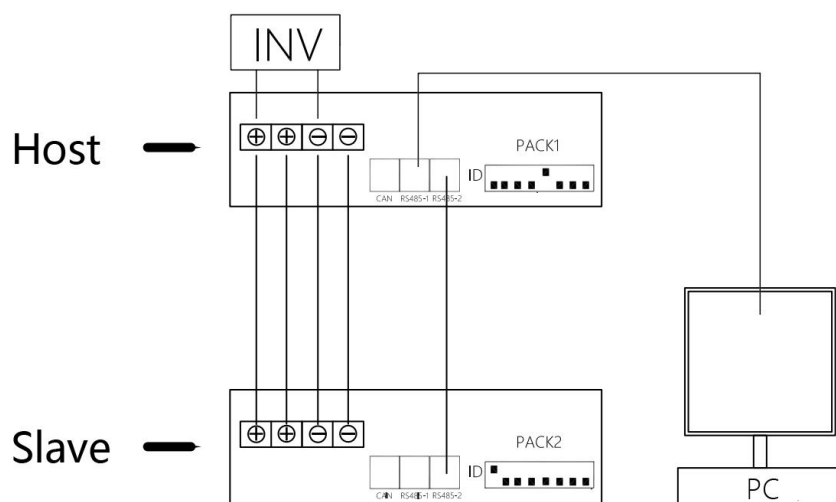 INV
Host
⊕ ⊕ ⊖ ⊖
PACK1
ID
CAN RS485-1 RS485-2
Slave
⊕ ⊕ ⊖ ⊖
PACK2
ID
CAN RS485-1 RS485-2
PC